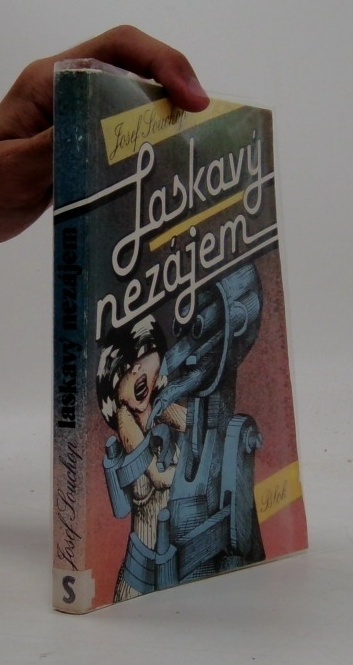 Josef Souchop
Laskavý
nezájem
Blok
Josef Souchop laskavý nezájem
S